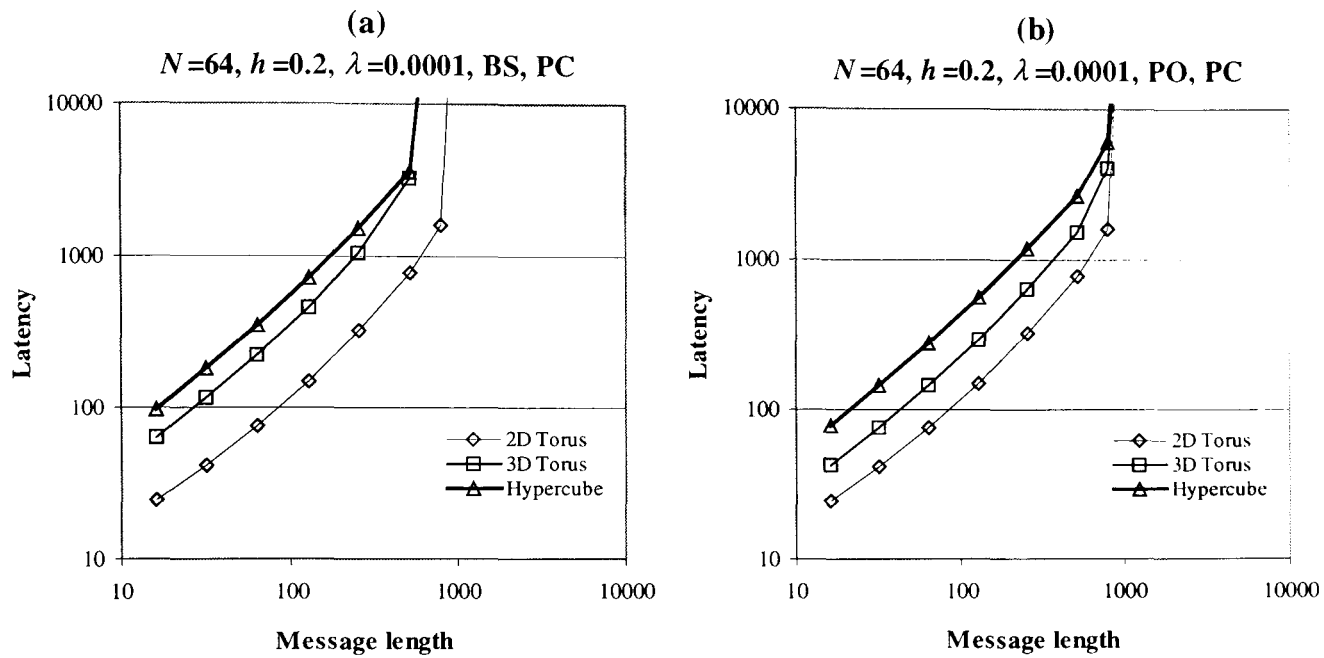 (a)
N=64, h=0.2, λ=0.0001, BS, PC
10000
1000
100
10
Latency
2D Torus
3D Torus
Hypercube
10
100
1000
10000
Message length
(b)
N=64, h=0.2, λ=0.0001, PO, PC
10000
1000
100
10
Latency
2D Torus
3D Torus
Hypercube
10
100
1000
10000
Message length